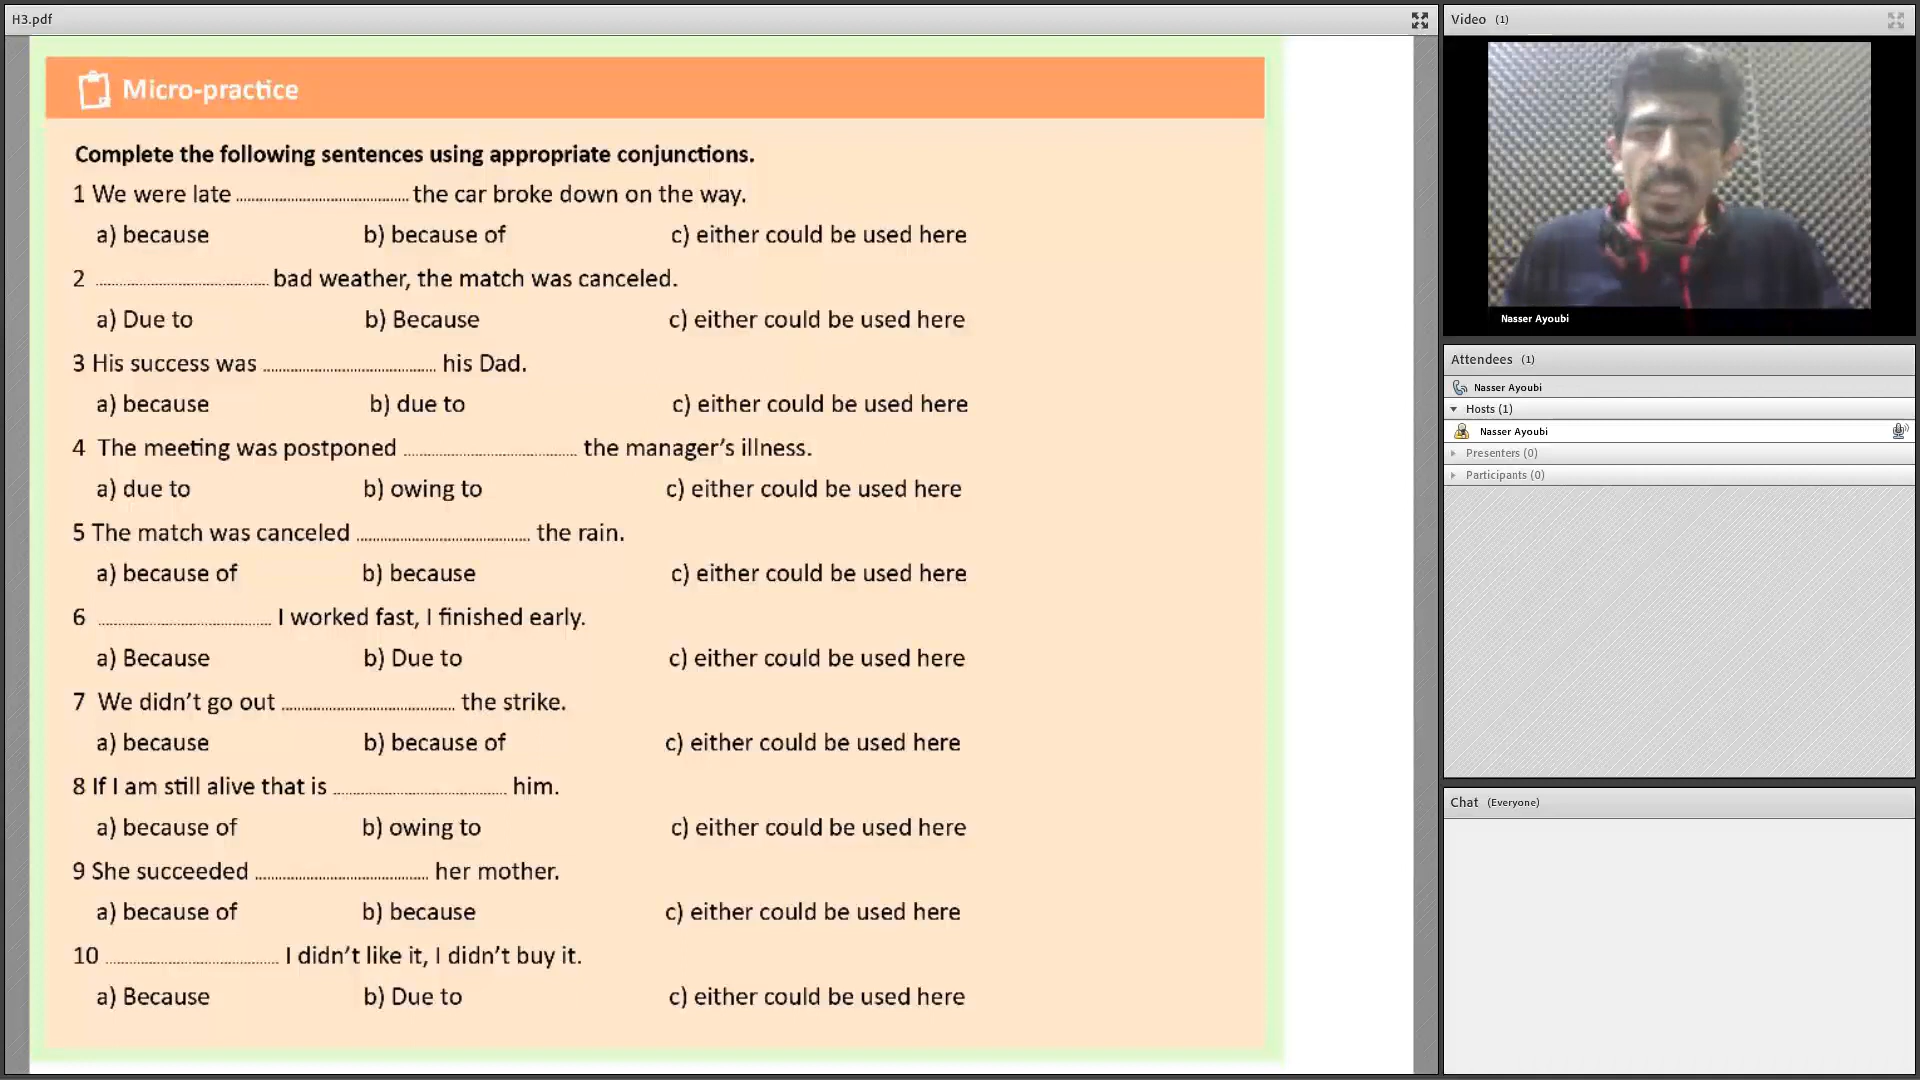 H3.pdf
Micro-practice
Complete the following sentences using appropriate conjunctions.
1 We were late ........................................ the car broke down on the way.
a) because b) because of c) either could be used here
2 ........................................ bad weather, the match was canceled.
a) Due to b) Because c) either could be used here
3 His success was ........................................ his Dad.
a) because b) due to c) either could be used here
4 The meeting was postponed ........................................ the manager’s illness.
a) due to b) owing to c) either could be used here
5 The match was canceled ........................................ the rain.
a) because of b) because c) either could be used here
6 ........................................ I worked fast, I finished early.
a) Because b) Due to c) either could be used here
7 We didn’t go out ........................................ the strike.
a) because b) because of c) either could be used here
8 If I am still alive that is ........................................ him.
a) because of b) owing to c) either could be used here
9 She succeeded ........................................ her mother.
a) because of b) because c) either could be used here
10 ........................................ I didn’t like it, I didn’t buy it.
a) Because b) Due to c) either could be used here
Video (1)
Nasser Ayoubi
Attendees (1)
Nasser Ayoubi
Hosts (1)
Nasser Ayoubi
Presenters (0)
Participants (0)
Chat (Everyone)